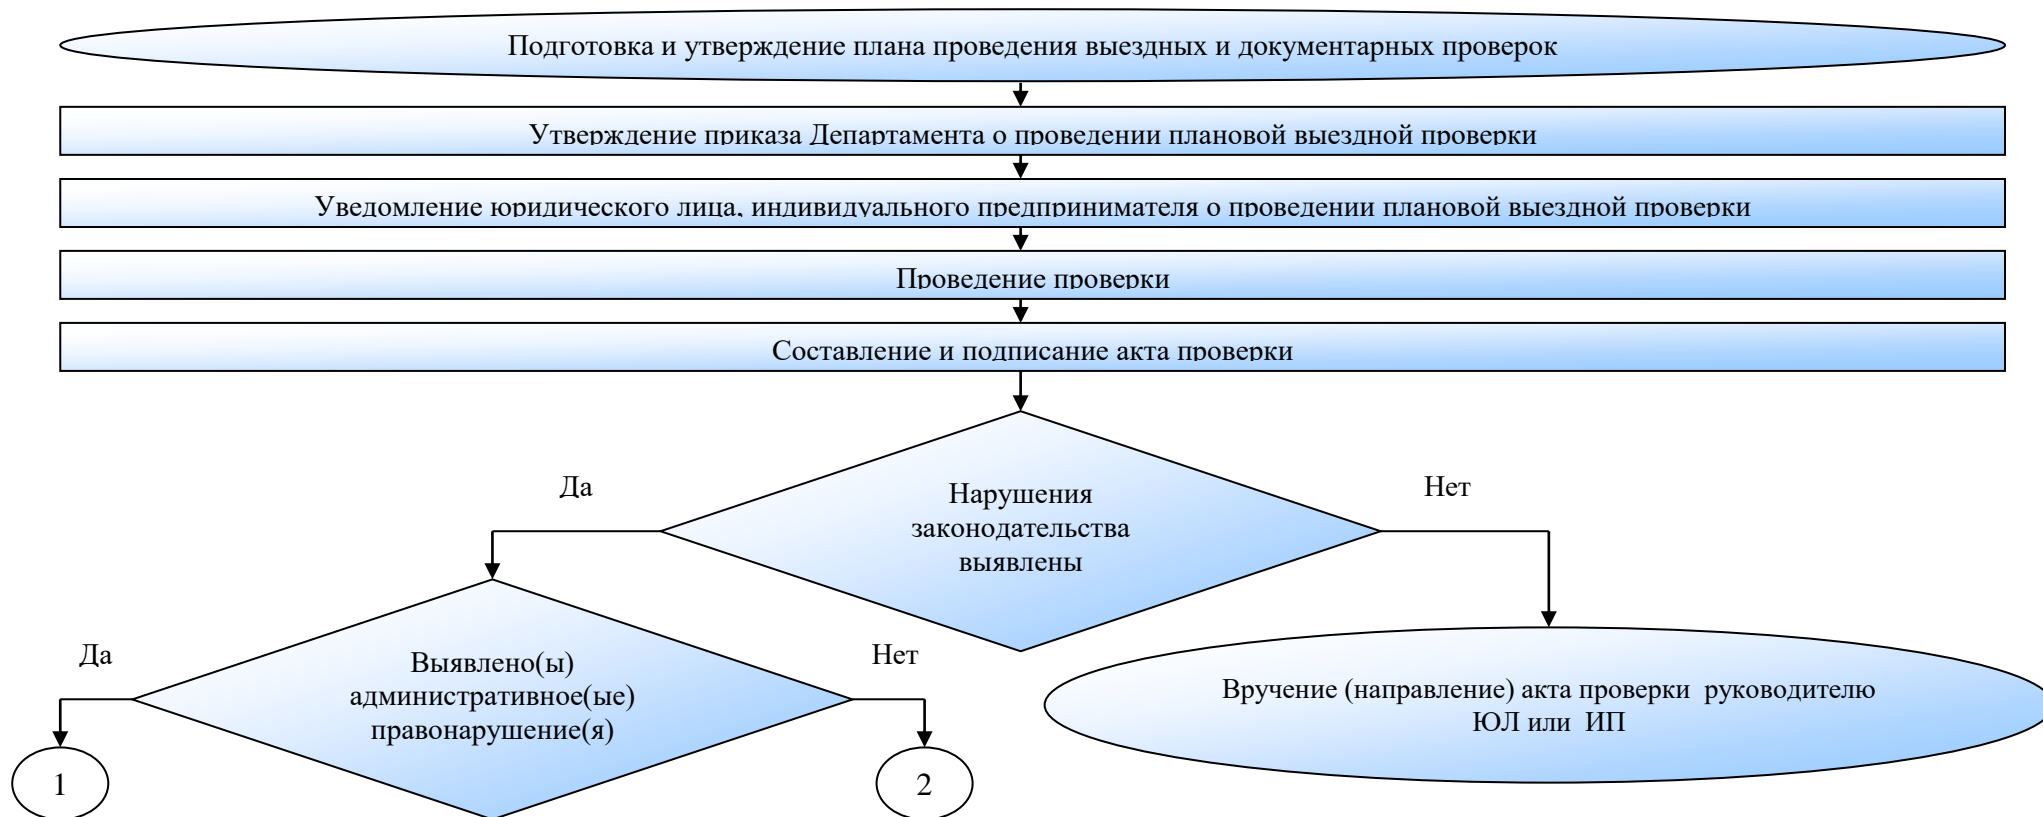 Подготовка и утверждение плана проведения выездных и документарных проверок
Утверждение приказа Департамента о проведении плановой выездной проверки
Уведомление юридического лица, индивидуального предпринимателя о проведении плановой выездной проверки
Проведение проверки
Составление и подписание акта проверки
Да
Нарушения
законодательства
выявлены
Нет
Да
Выявлено(ы)
административное(ые)
правонарушение(я)
Нет
Вручение (направление) акта проверки руководителю
ЮЛ или ИП
1
2